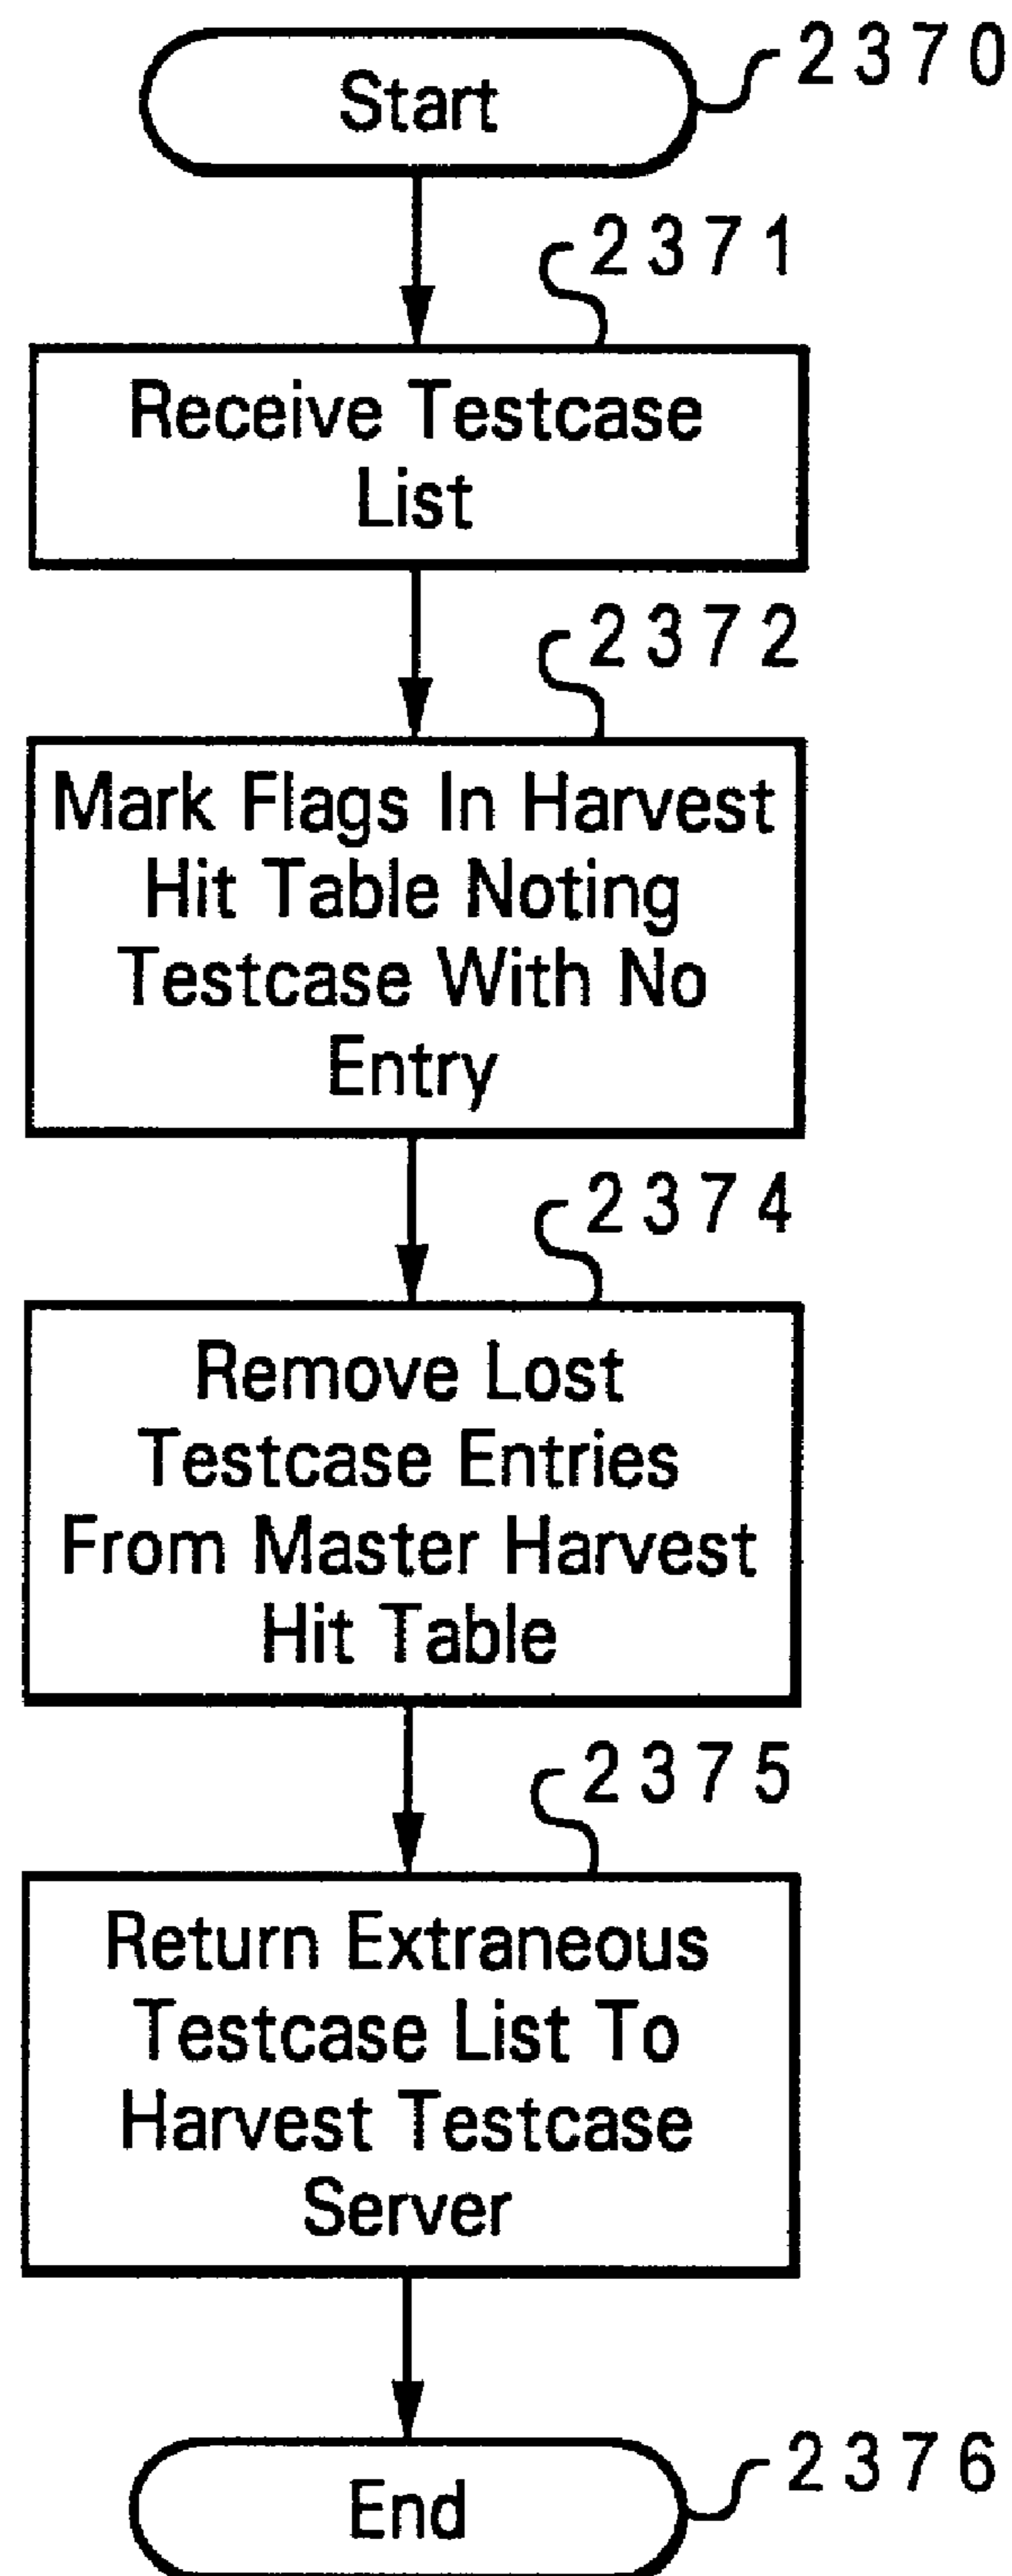 Start
2370
2371
Receive Testcase
List
2372
Mark Flags In Harvest
Hit Table Noting
Testcase With No
Entry
2374
Remove Lost
Testcase Entries
From Master Harvest
Hit Table
2375
Return Extraneous
Testcase List To
Harvest Testcase
Server
End
2376